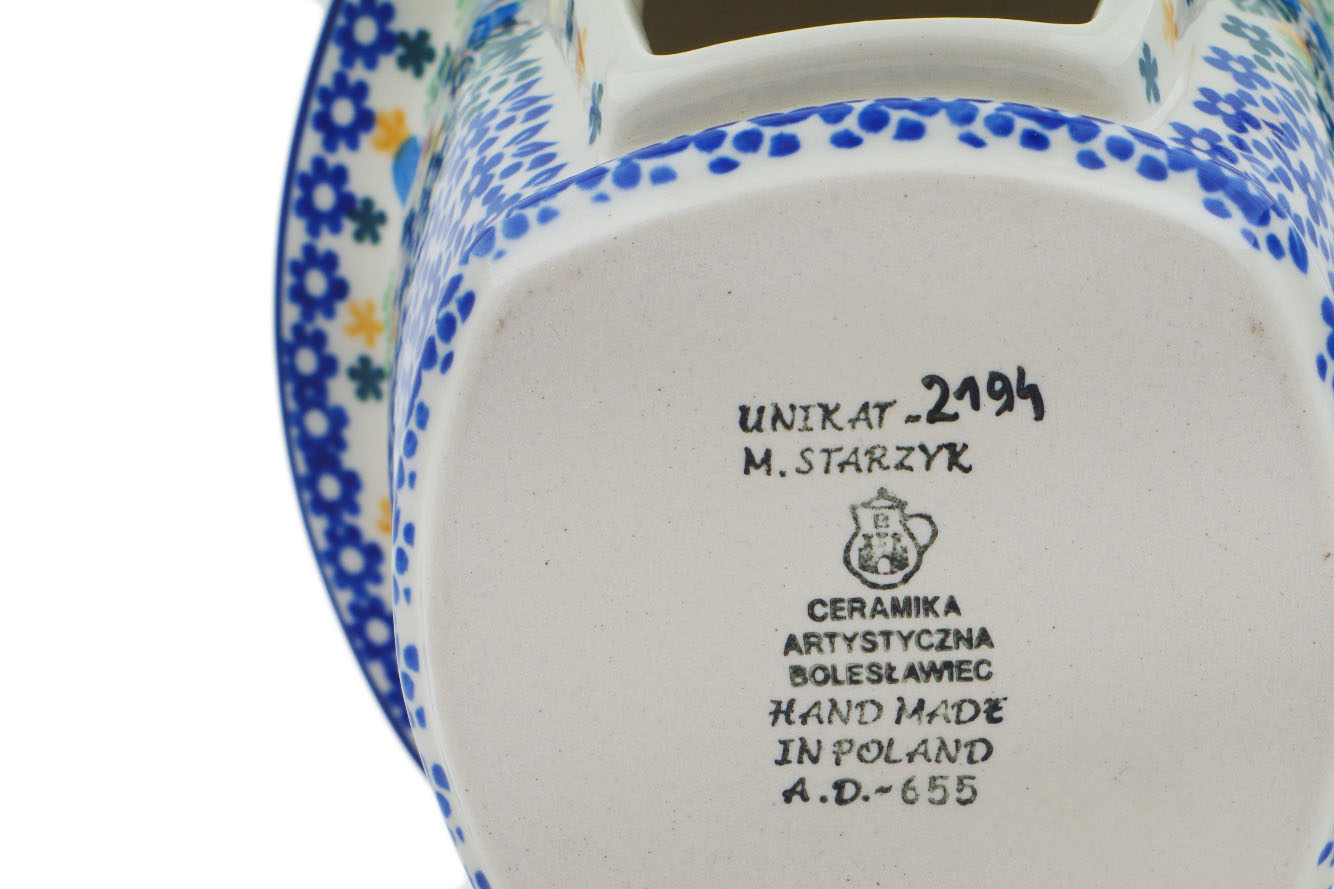 UNIKAT-2194
M. STARZYK
CERAMIKA
ARTYSTYCZNA
BOLESŁAWIEC
HAND MADE
IN POLAND
A.D.-655